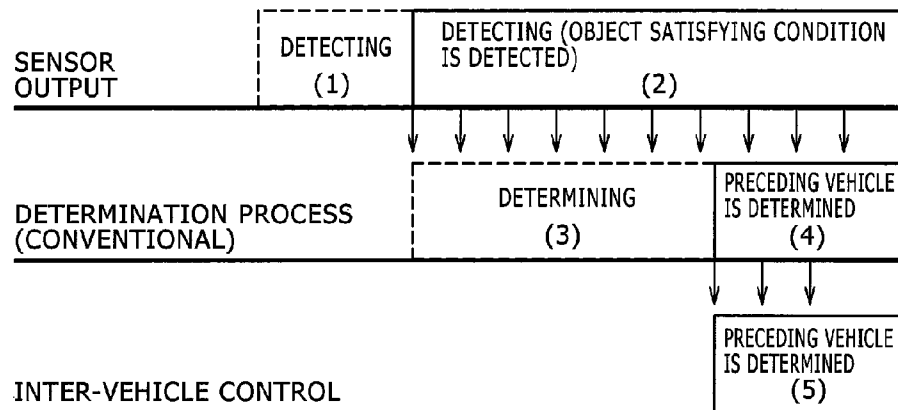 SENSOR
OUTPUT
DETECTING
(1)
DETECTING (OBJECT SATISFYING CONDITION
IS DETECTED)
(2)
DETERMINATION PROCESS
(CONVENTIONAL)
DETERMINING
(3)
PRECEDING VEHICLE
IS DETERMINED
(4)
INTER-VEHICLE CONTROL
PRECEDING VEHICLE
IS DETERMINED
(5)